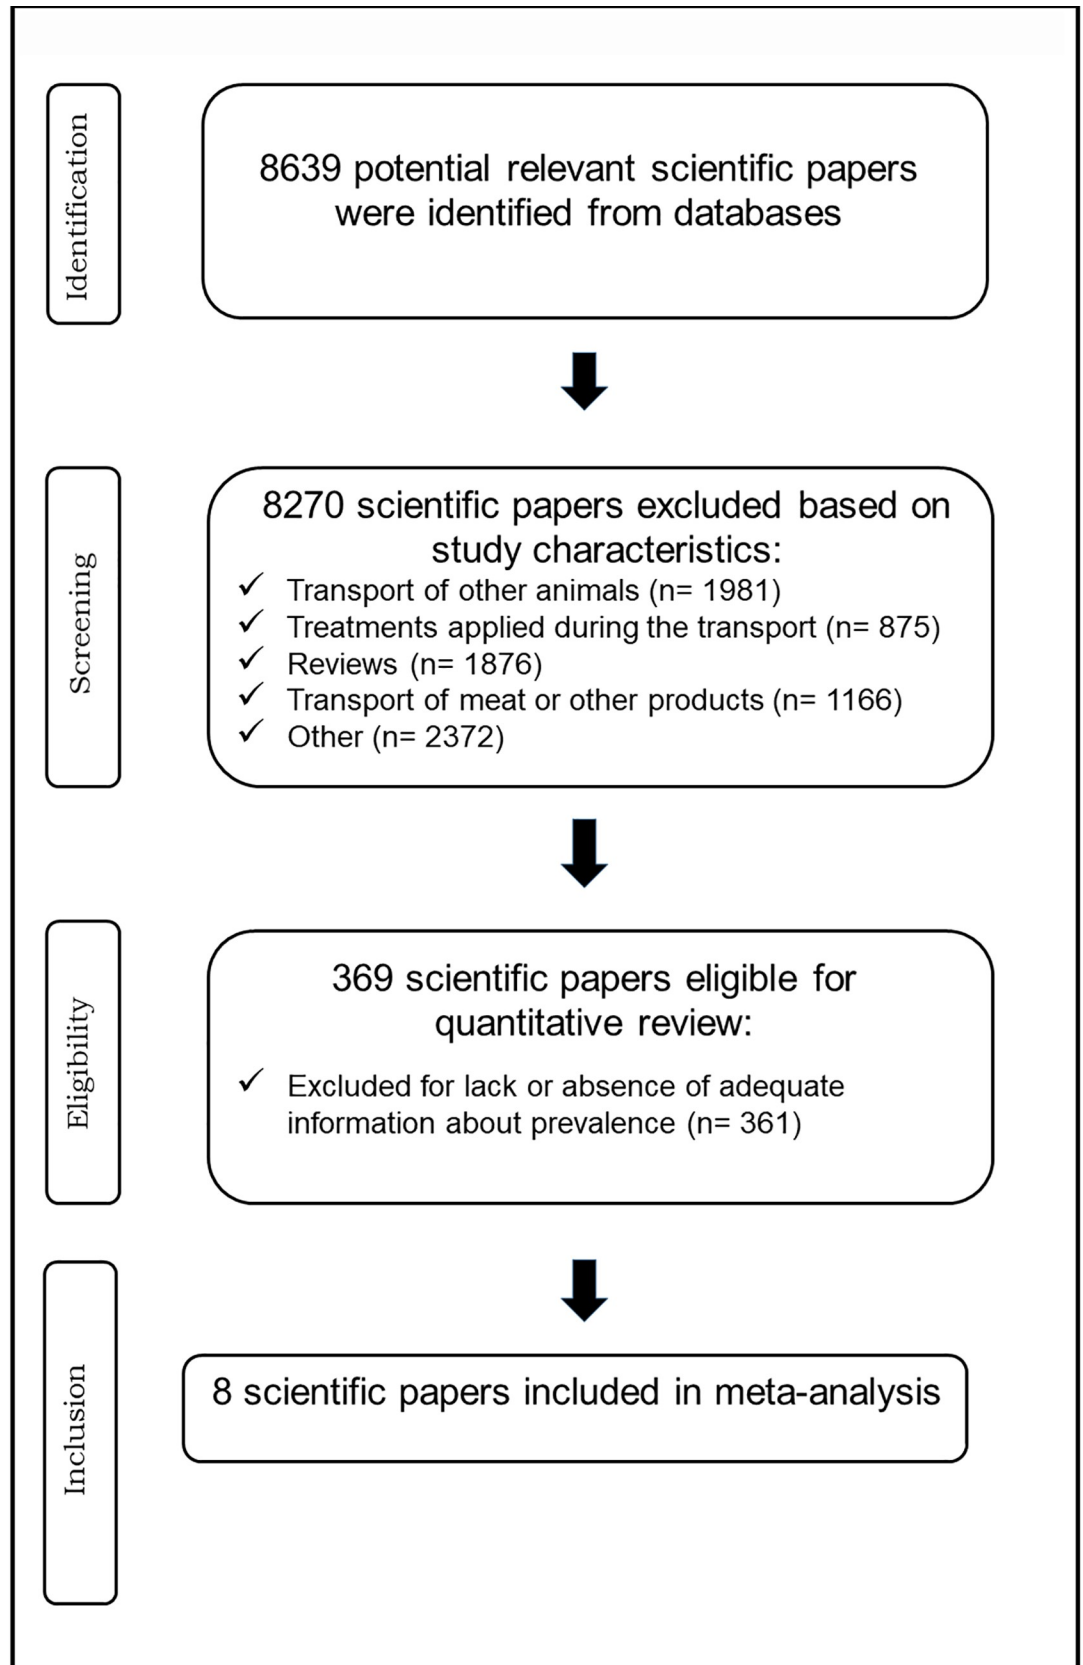 Identification
8639 potential relevant scientific papers
were identified from databases
Screening
8270 scientific papers excluded based on
study characteristics:
✓ Transport of other animals (n= 1981)
✓ Treatments applied during the transport (n= 875)
✓ Reviews (n= 1876)
✓ Transport of meat or other products (n= 1166)
✓ Other (n= 2372)
Eligibility
369 scientific papers eligible for
quantitative review:
✓ Excluded for lack or absence of adequate
information about prevalence (n= 361)
Inclusion
8 scientific papers included in meta-analysis